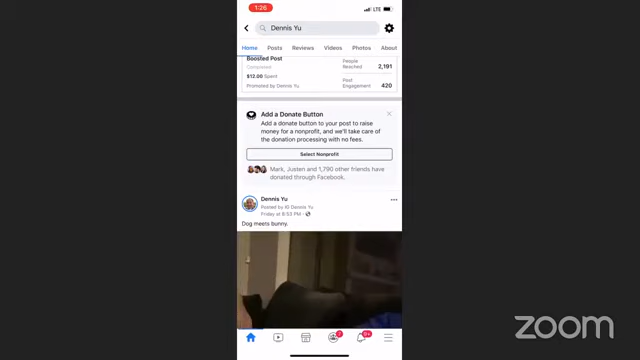 1:26
LTE
Dennis Yu
Home Posts Reviews Videos Photos About
Boosted Post
Completed
$12.00 Spent
Promoted by Dennis Yu
People Reached 2,191
Post Engagement 420
Add a Donate Button
Add a donate button to your post to raise
money for a nonprofit, and we'll take care of
the donation processing with no fees.
Select Nonprofit
Mark, Justen and 1,790 other friends have
donated through Facebook.
Dennis Yu
Posted by Dennis Yu
Friday at 8:53 PM ·
Dog meets bunny.
9+
zoom